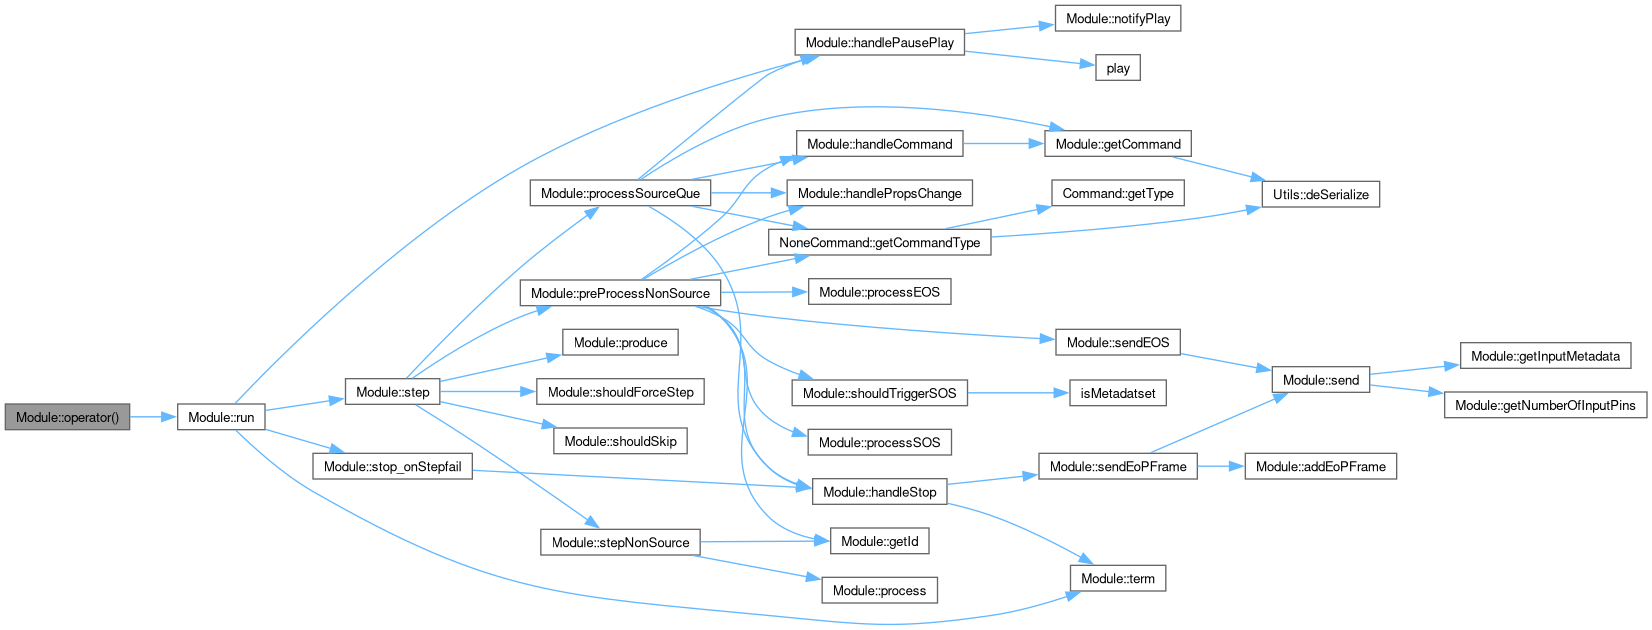 Module::operator()
Module::run
Module::step
Module::stop_onStepfail
Module::processSourceQue
Module::preProcessNonSource
Module::produce
Module::shouldForceStep
Module::shouldSkip
Module::stepNonSource
Module::handlePausePlay
Module::handleCommand
Module::handlePropsChange
NoneCommand::getCommandType
Module::processEOS
Module::shouldTriggerSOS
Module::processSOS
Module::handleStop
Module::getId
Module::process
Module::notifyPlay
play
Module::getCommand
Command::getType
Module::sendEOS
isMetadatset
Module::sendEoPFrame
Module::term
Utils::deSerialize
Module::send
Module::addEoPFrame
Module::getInputMetadata
Module::getNumberOfInputPins